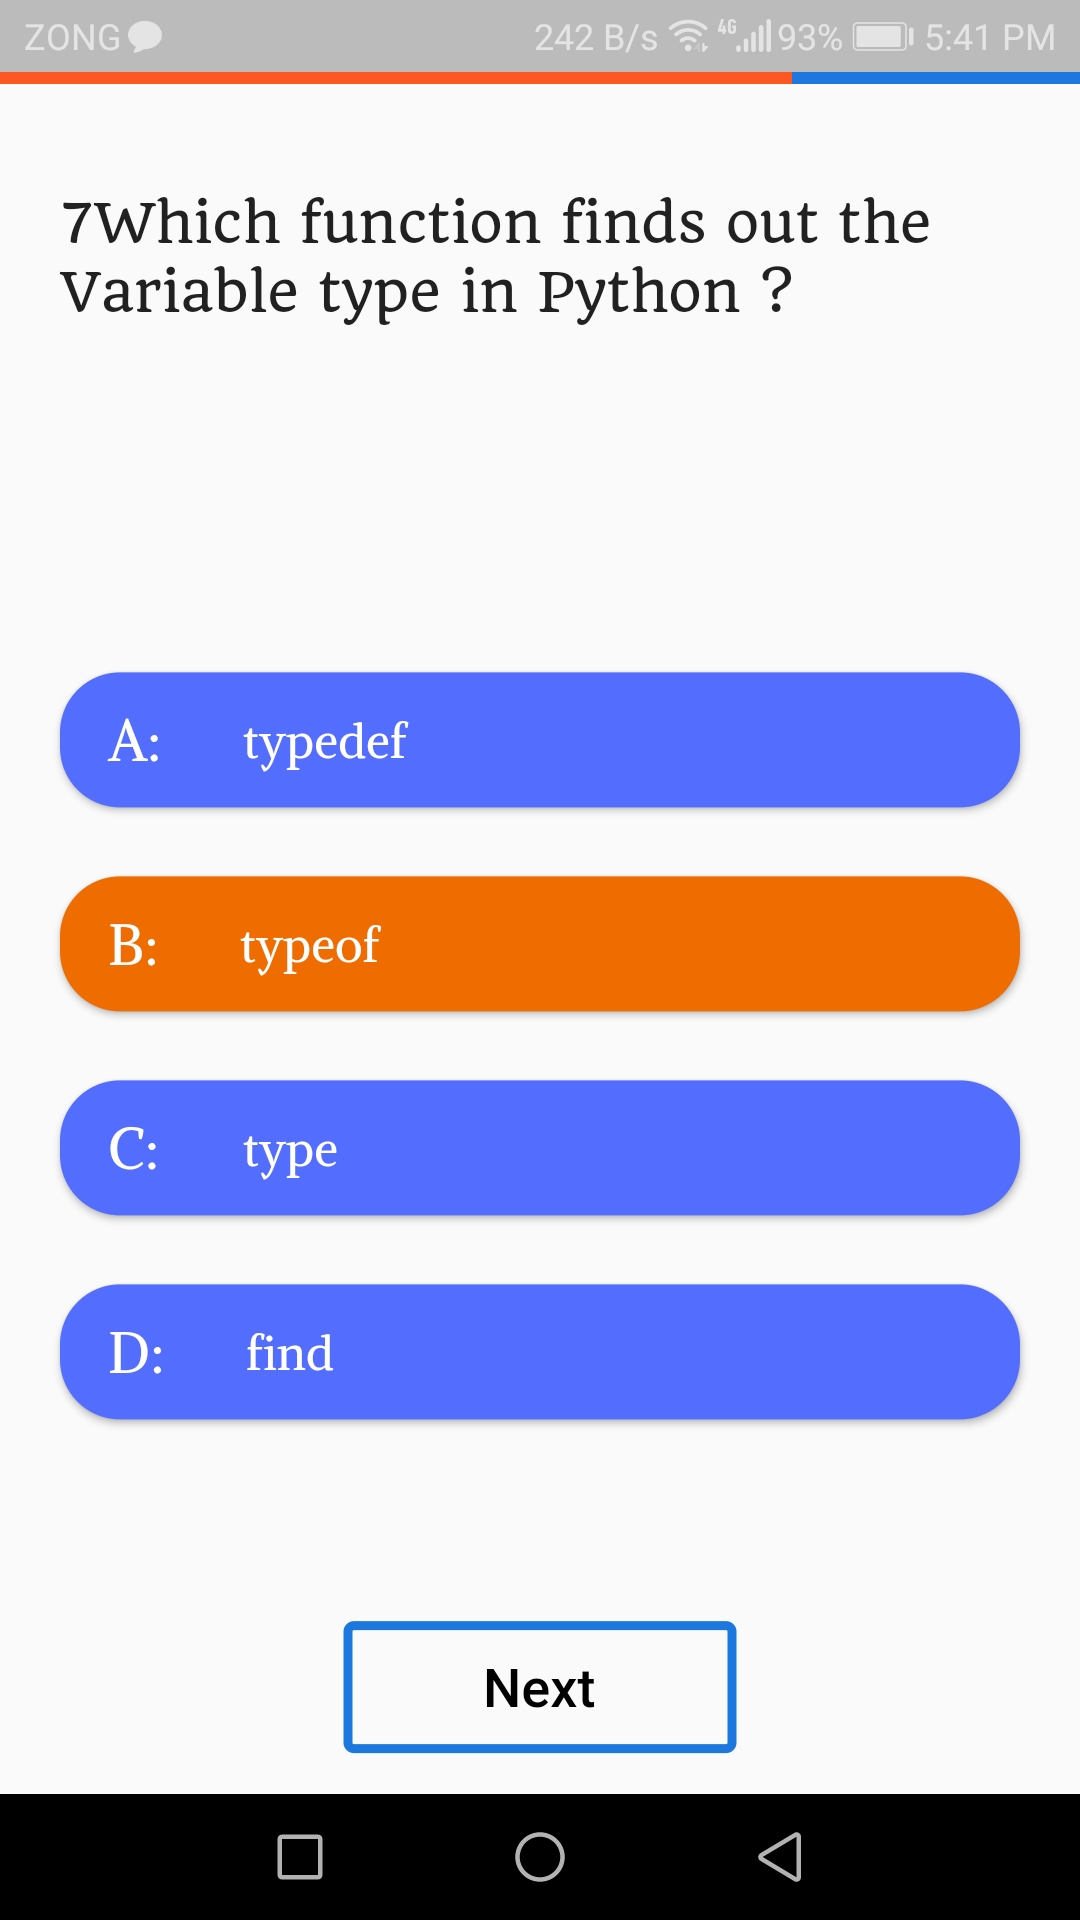 ZONG 242 B/s 4G 93% 5:41 PM
7Which function finds out the
Variable type in Python ?
A: typedef
B: typeof
C: type
D: find
Next